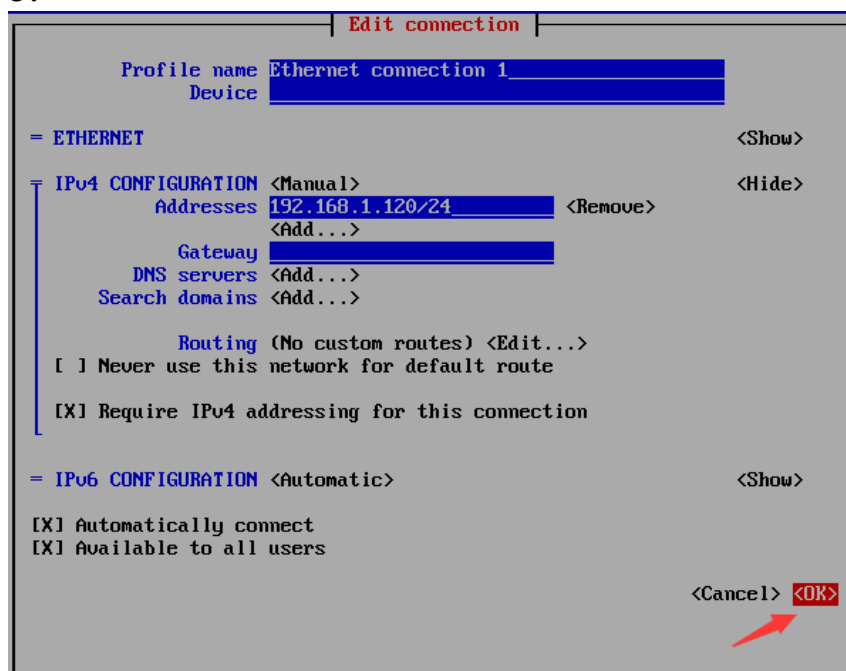 Edit connection
Profile name Ethernet connection 1
Device
= ETHERNET <Show>
IPv4 CONFIGURATION <Manual> <Hide>
Addresses 192.168.1.120/24 <Remove>
<Add...>
Gateway
DNS servers <Add...>
Search domains <Add...>
Routing (No custom routes) <Edit...>
[ ] Never use this network for default route
[X] Require IPv4 addressing for this connection
= IPv6 CONFIGURATION <Automatic> <Show>
[X] Automatically connect
[X] Available to all users
<Cancel> <OK>